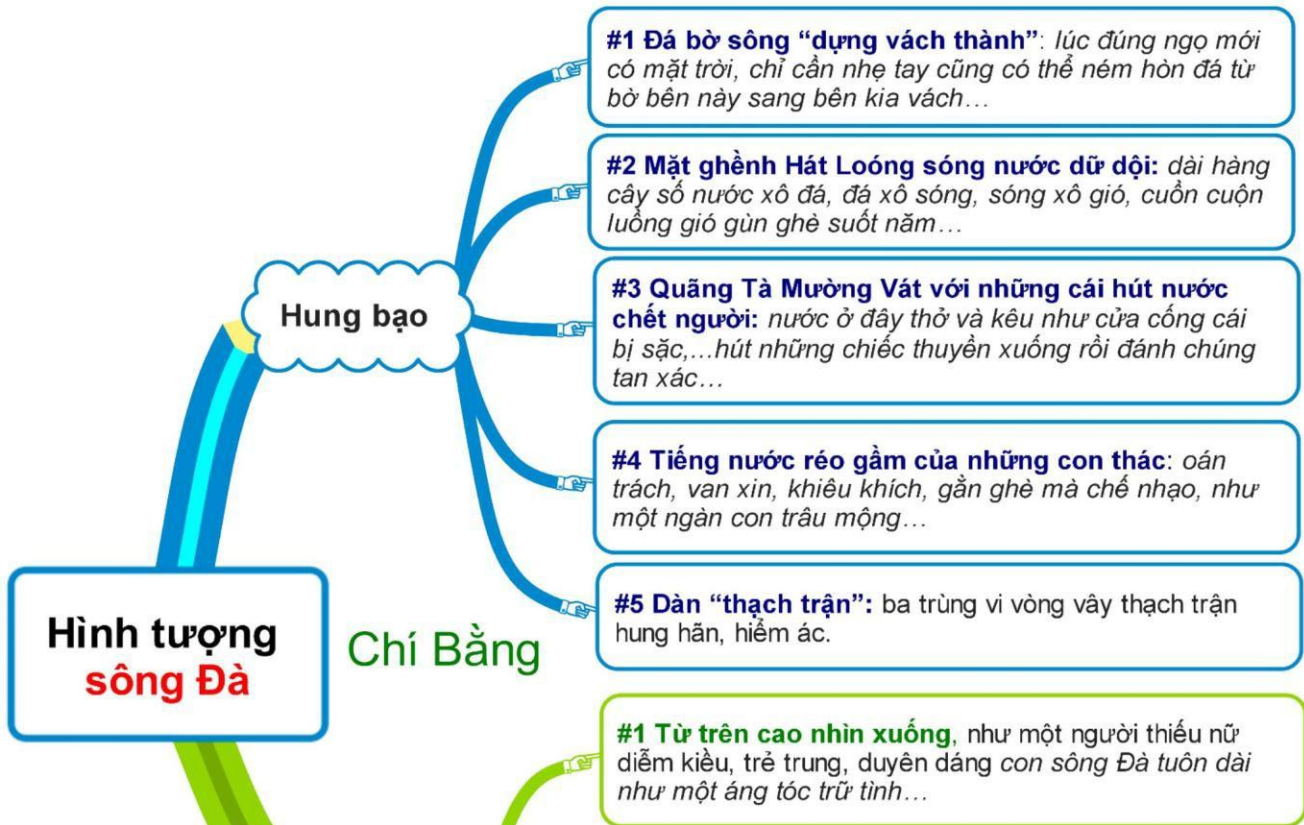 #1 Đá bờ sông “dựng vách thành”: lúc đúng ngọ mới
có mặt trời, chỉ cần nhẹ tay cũng có thể ném hòn đá từ
bờ bên này sang bên kia vách…
#2 Mặt ghềnh Hát Loóng sóng nước dữ dội: dài hàng
cây số nước xô đá, đá xô sóng, sóng xô gió, cuồn cuộn
luồng gió gùn ghè suốt năm…
Hung bạo
#3 Quãng Tà Mường Vát với những cái hút nước
chết người: nước ở đây thở và kêu như cửa cống cái
bị sặc,...hút những chiếc thuyền xuống rồi đánh chúng
tan xác…
#4 Tiếng nước réo gầm của những con thác: oán
trách, van xin, khiêu khích, gằn ghè mà chế nhạo, như
một ngàn con trâu mộng…
#5 Dàn “thạch trận”: ba trùng vi vòng vây thạch trận
hung hãn, hiểm ác.
Hình tượng
sông Đà
Chí Bằng
#1 Từ trên cao nhìn xuống, như một người thiếu nữ
diễm kiều, trẻ trung, duyên dáng con sông Đà tuôn dài
như một áng tóc trữ tình…